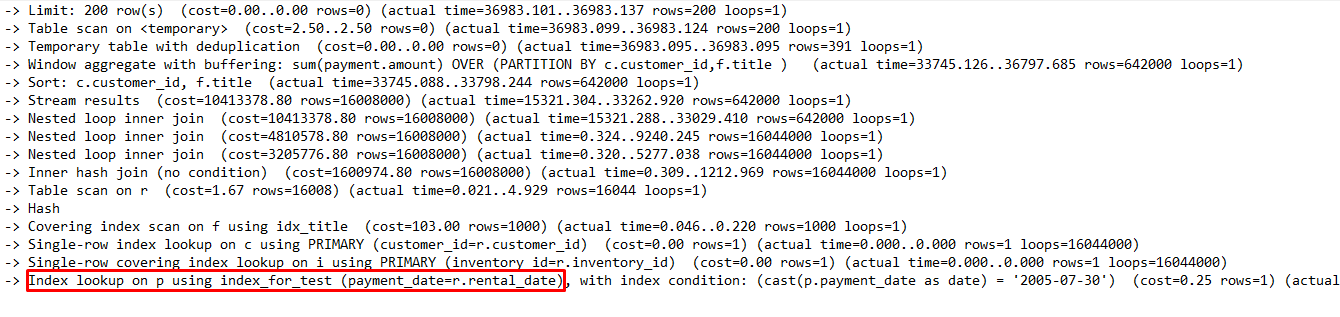 -> Limit: 200 row(s)  (cost=0.00..0.00 rows=0) (actual time=36983.101..36983.137 rows=200 loops=1)
-> Table scan on <temporary>  (cost=2.50..2.50 rows=0) (actual time=36983.099..36983.124 rows=200 loops=1)
-> Temporary table with deduplication  (cost=0.00..0.00 rows=0) (actual time=36983.095..36983.095 rows=391 loops=1)
-> Window aggregate with buffering: sum(payment.amount) OVER (PARTITION BY c.customer_id,f.title )   (actual time=33745.126..36797.685 rows=642000 loops=1)
-> Sort: c.customer_id, f.title  (actual time=33745.088..33798.244 rows=642000 loops=1)
-> Stream results  (cost=10413378.80 rows=16008000) (actual time=15321.304..33262.920 rows=642000 loops=1)
-> Nested loop inner join  (cost=10413378.80 rows=16008000) (actual time=15321.288..33029.410 rows=642000 loops=1)
-> Nested loop inner join  (cost=4810578.80 rows=16008000) (actual time=0.324..9240.245 rows=16044000 loops=1)
-> Nested loop inner join  (cost=3205776.80 rows=16008000) (actual time=0.320..5277.038 rows=16044000 loops=1)
-> Inner hash join (no condition)  (cost=1600974.80 rows=16008000) (actual time=0.309..1212.969 rows=16044000 loops=1)
-> Table scan on r  (cost=1.67 rows=16008) (actual time=0.021..4.929 rows=16044 loops=1)
-> Hash
-> Covering index scan on f using idx_title  (cost=103.00 rows=1000) (actual time=0.046..0.220 rows=1000 loops=1)
-> Single-row index lookup on c using PRIMARY (customer_id=r.customer_id)  (cost=0.00 rows=1) (actual time=0.000..0.000 rows=1 loops=16044000)
-> Single-row covering index lookup on i using PRIMARY (inventory_id=r.inventory_id)  (cost=0.00 rows=1) (actual time=0.000..0.000 rows=1 loops=16044000)
-> Index lookup on p using index_for_test (payment_date=r.rental_date), with index condition: (cast(p.payment_date as date) = '2005-07-30')  (cost=0.25 rows=1) (actual